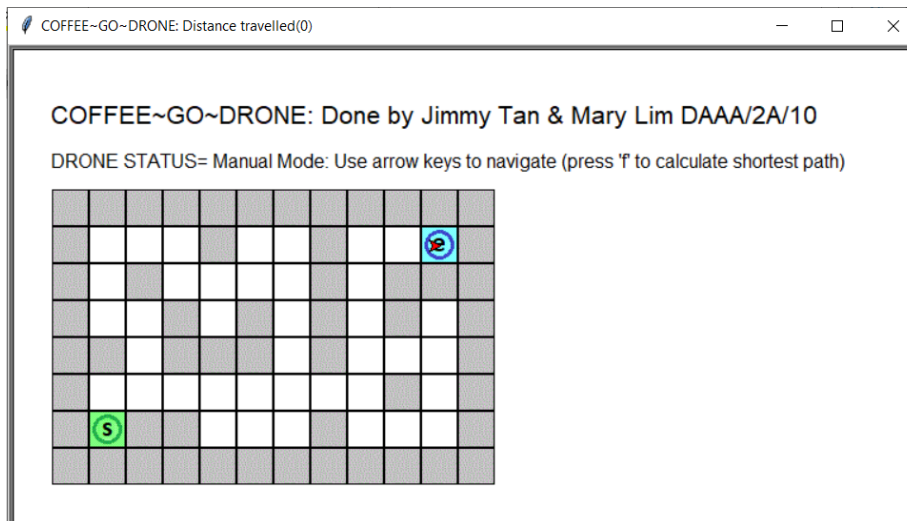 COFFEE~GO~DRONE: Distance travelled(0)
COFFEE~GO~DRONE: Done by Jimmy Tan & Mary Lim DAAA/2A/10
DRONE STATUS= Manual Mode: Use arrow keys to navigate (press 'f' to calculate shortest path)
e
s